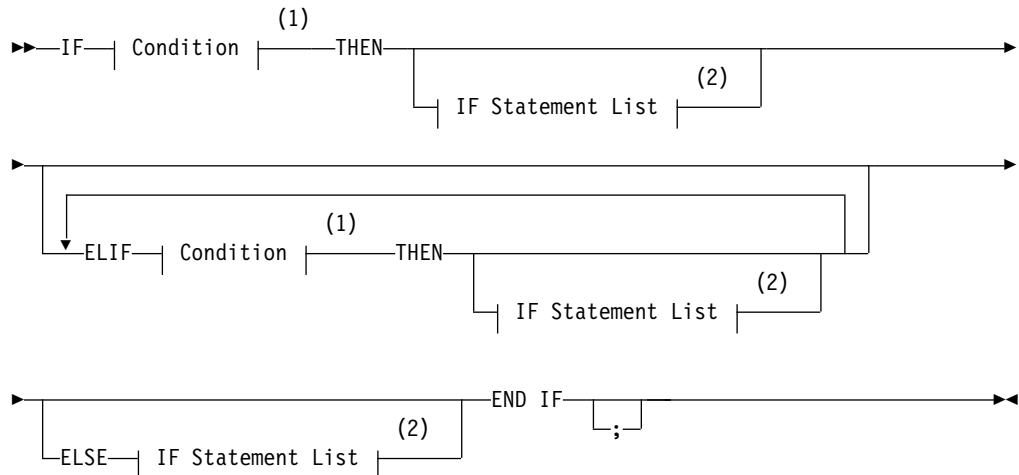 (1)
IF Condition THEN
(2)
IF Statement List
(1)
ELIF Condition THEN
(2)
IF Statement List
END IF
;
(2)
ELSE IF Statement List